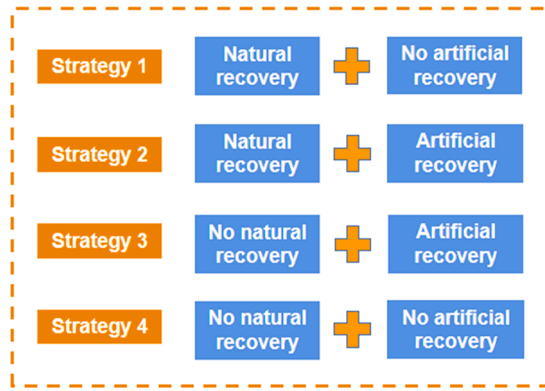 Strategy 1
Natural
recovery
No artificial
recovery
Strategy 2
Natural
recovery
Artificial
recovery
Strategy 3
No natural
recovery
Artificial
recovery
Strategy 4
No natural
recovery
No artificial
recovery